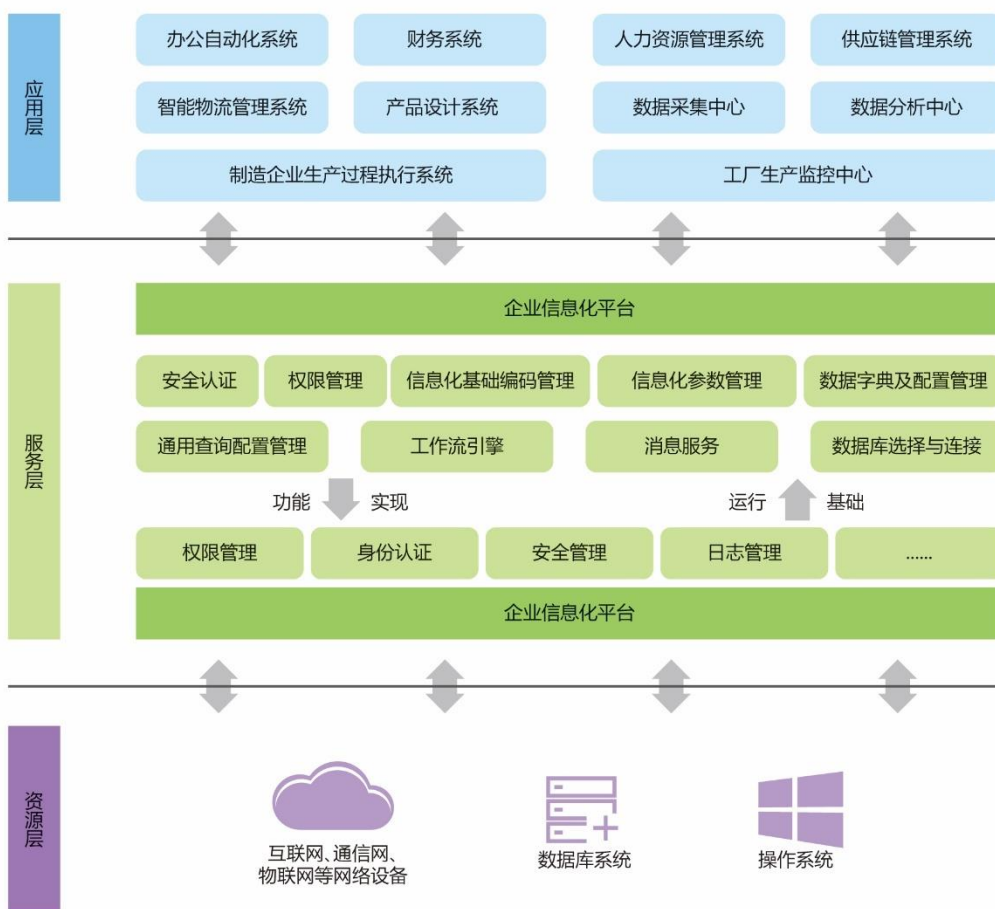 应用层
办公自动化系统
财务系统
人力资源管理系统
供应链管理系统
智能物流管理系统
产品设计系统
数据采集中心
数据分析中心
制造企业生产过程执行系统
工厂生产监控中心
服务层
企业信息化平台
安全认证
权限管理
信息化基础编码管理
信息化参数管理
数据字典及配置管理
通用查询配置管理
工作流引擎
消息服务
数据库选择与连接
功能
实现
运行
基础
权限管理
身份认证
安全管理
日志管理
......
企业信息化平台
资源层
互联网、通信网、
物联网等网络设备
数据库系统
操作系统